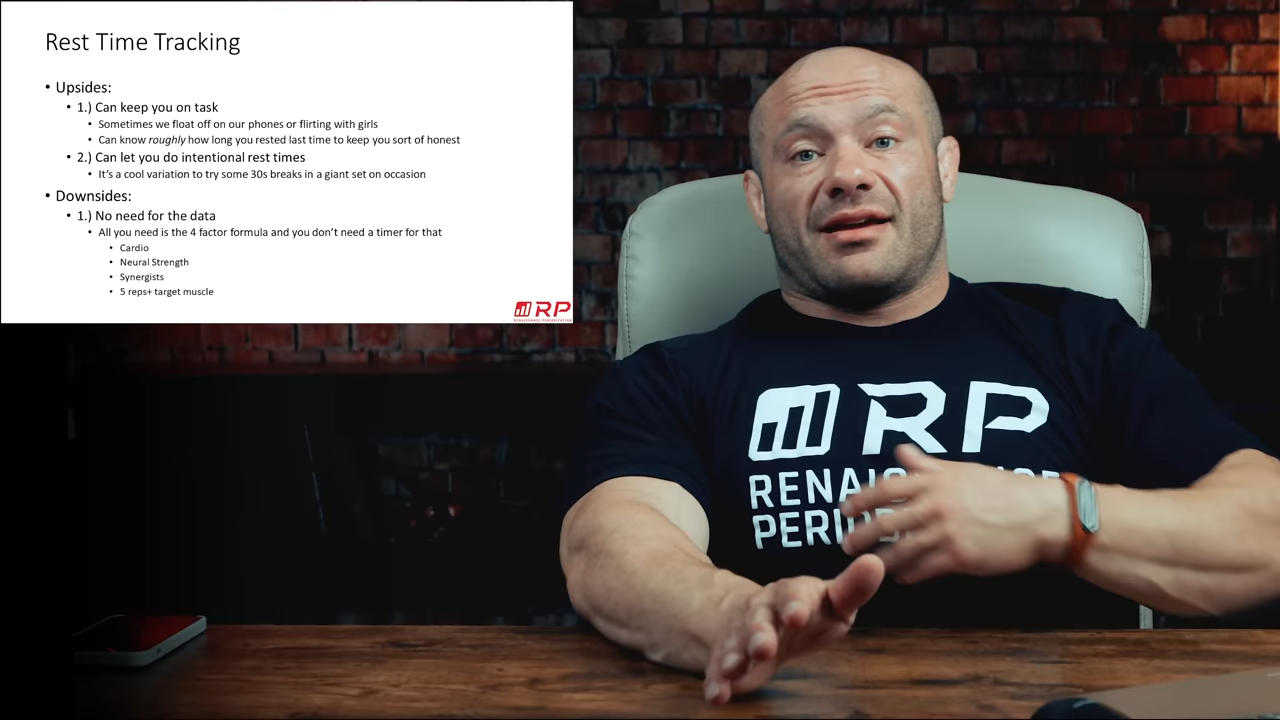 Rest Time Tracking
• Upsides:
• 1.) Can keep you on task
• Sometimes we float off on our phones or flirting with girls
• Can know roughly how long you rested last time to keep you sort of honest
• 2.) Can let you do intentional rest times
• It's a cool variation to try some 30s breaks in a giant set on occasion
• Downsides:
• 1.) No need for the data
• All you need is the 4 factor formula and you don't need a timer for that
• Cardio
• Neural Strength
• Synergists
• 5 reps+ target muscle
RP
RENAISSANCE PERIODIZATION
RP